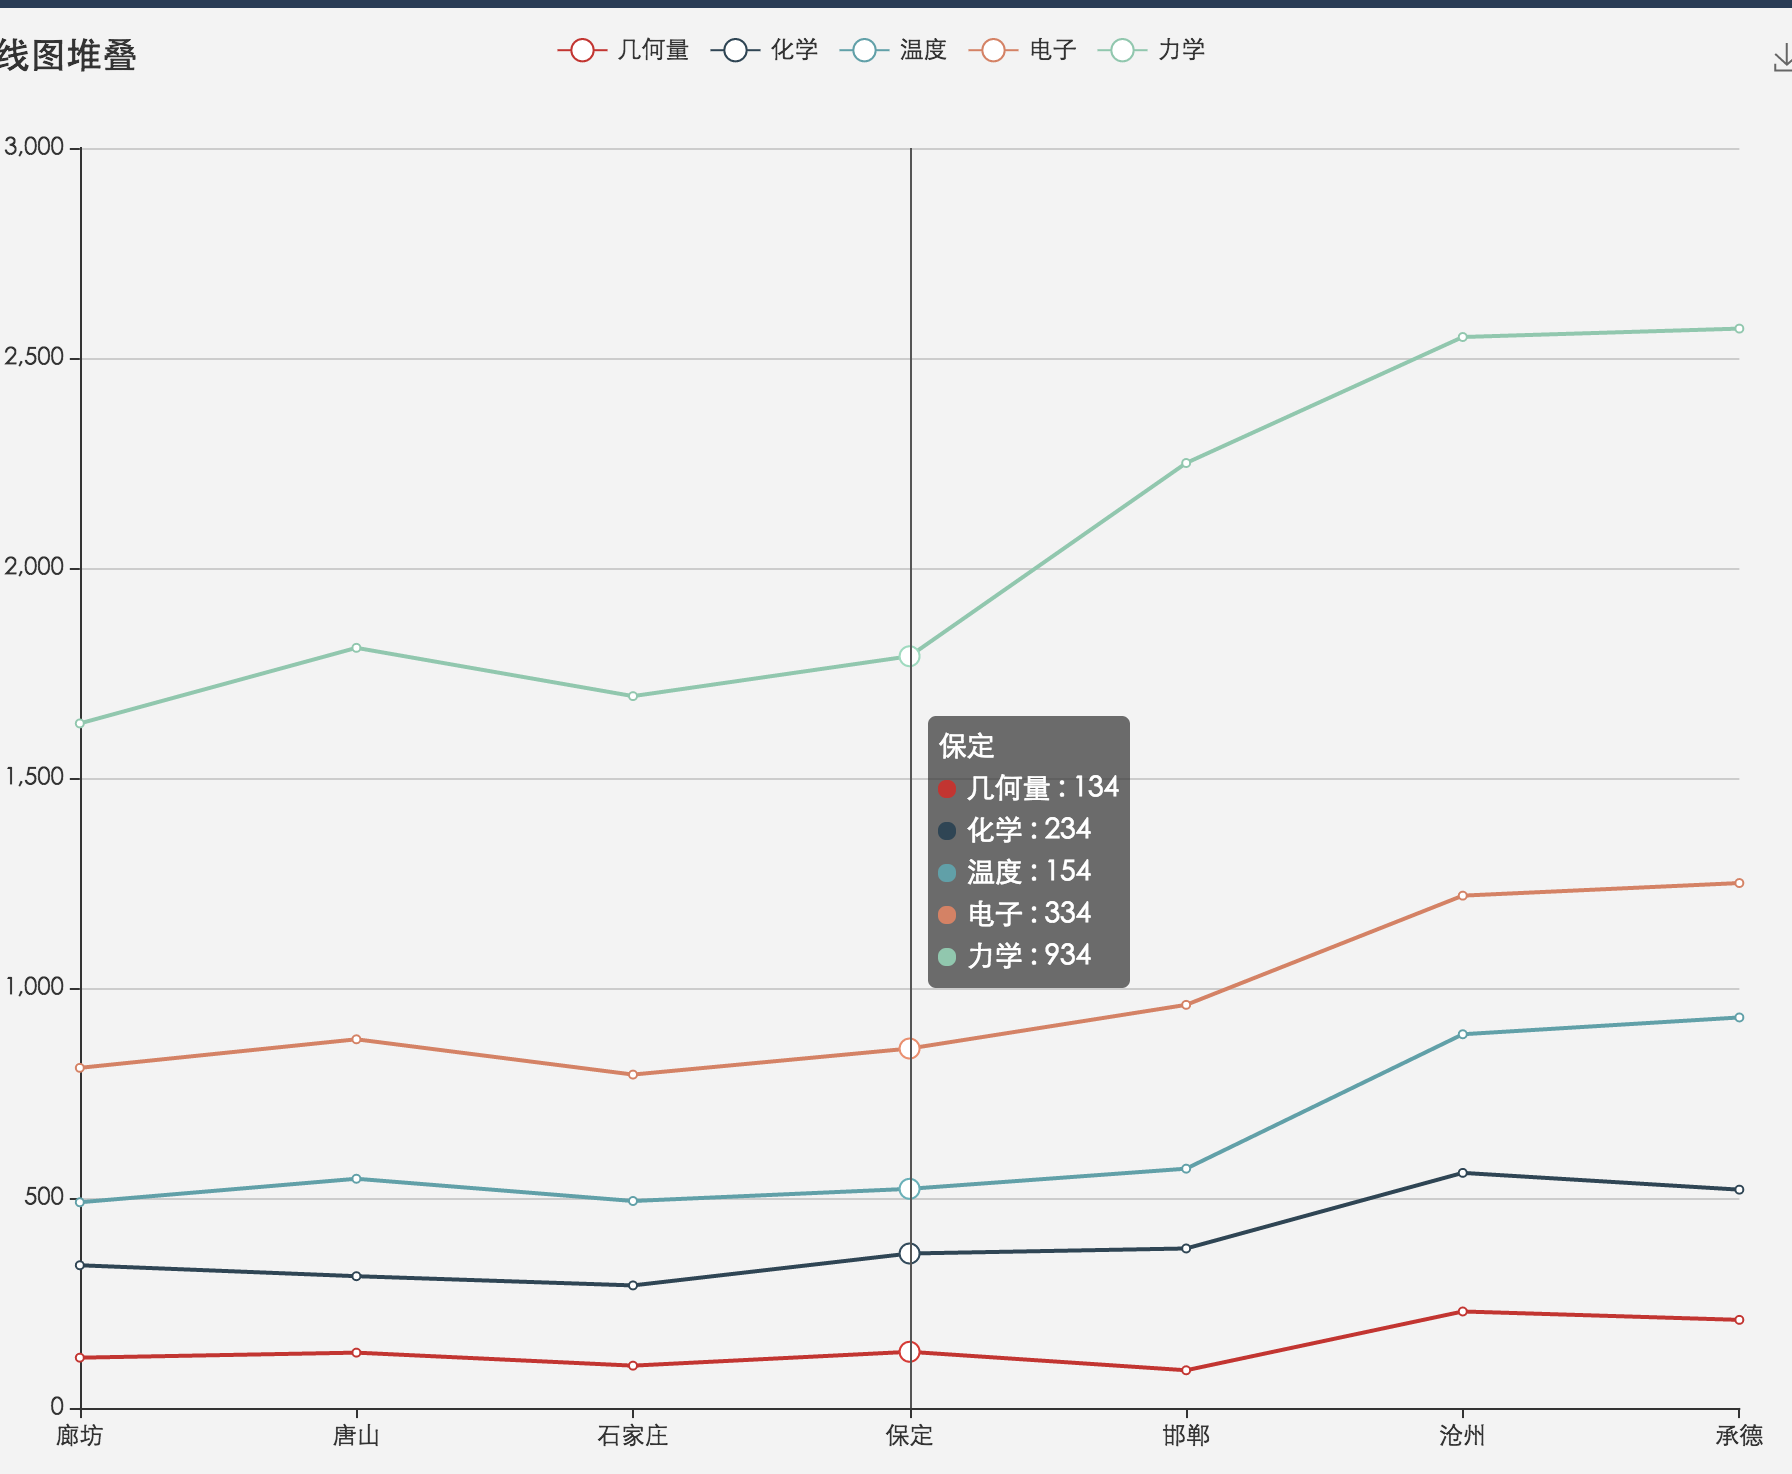 线图堆叠
几何量 化学 温度 电子 力学
3,000
2,500
2,000
1,500
1,000
500
0
保定
几何量 : 134
化学 : 234
温度 : 154
电子 : 334
力学 : 934
廊坊 唐山 石家庄 保定 邯郸 沧州 承德